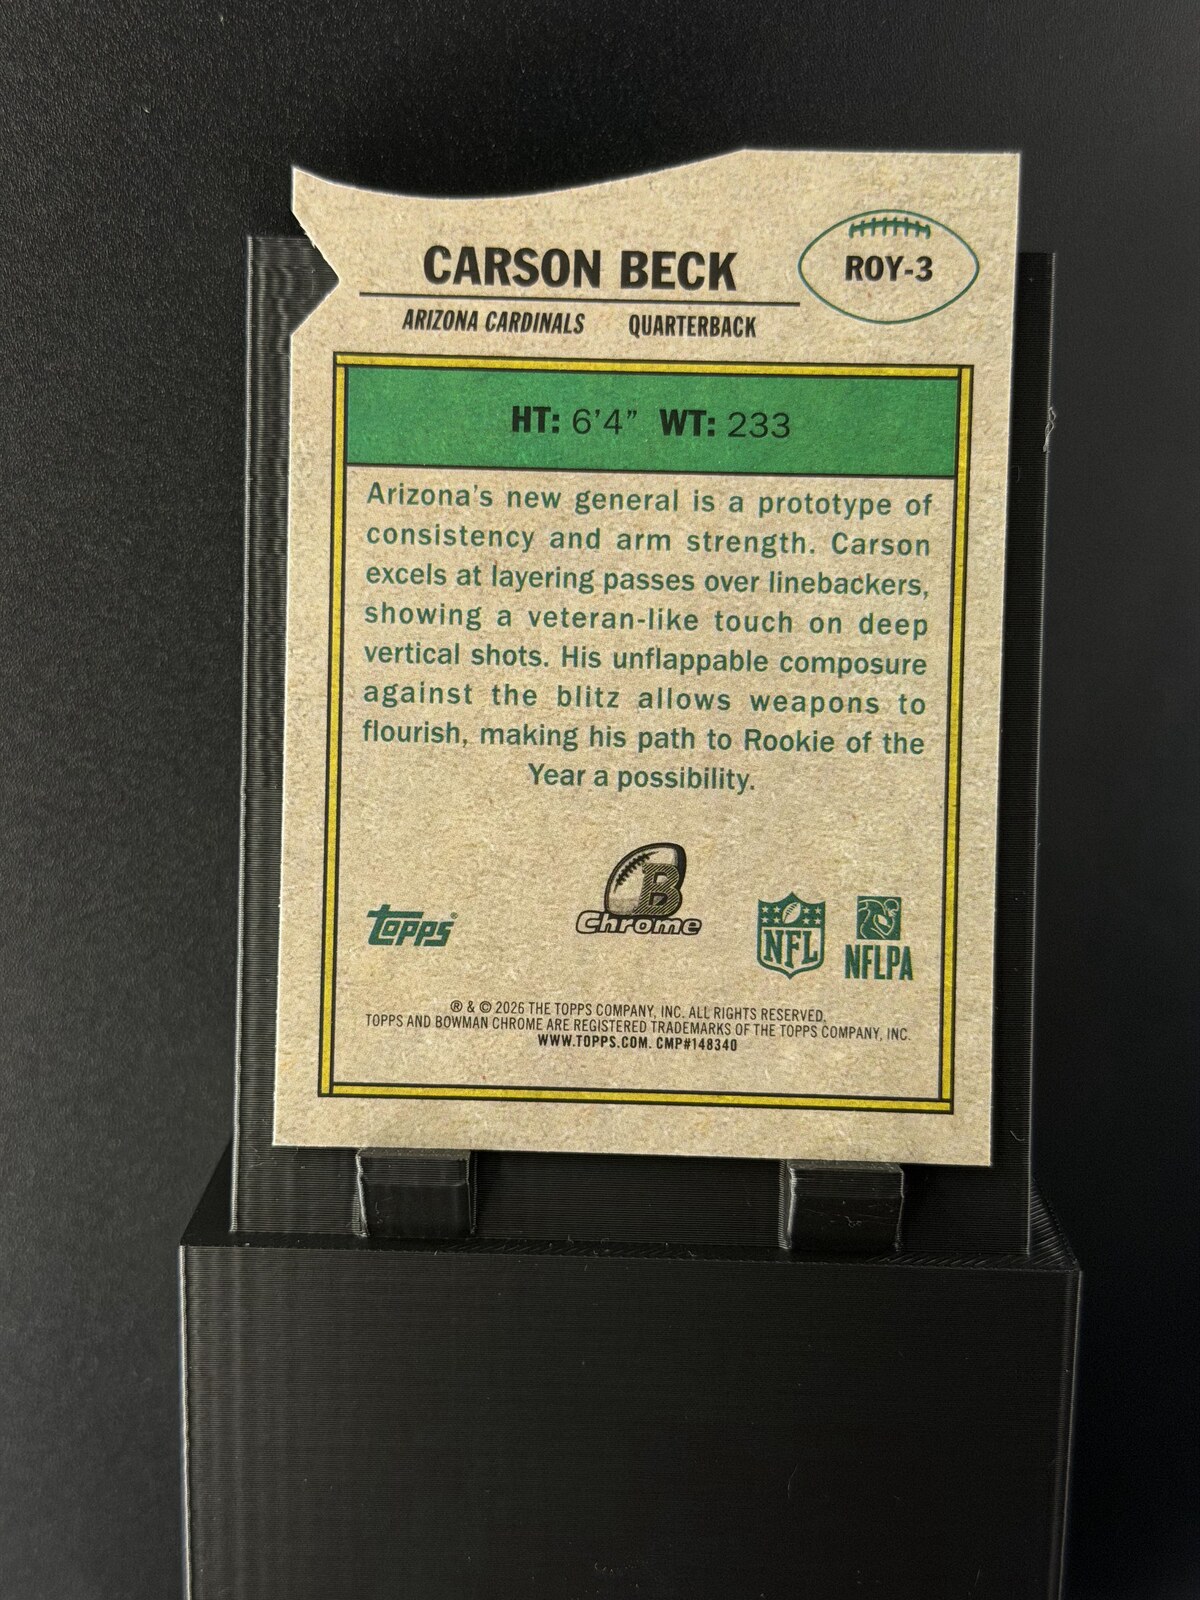 CARSON BECK
ROY-3
ARIZONA CARDINALS QUARTERBACK
HT: 6'4" WT: 233
Arizona's new general is a prototype of
consistency and arm strength. Carson
excels at layering passes over linebackers,
showing a veteran-like touch on deep
vertical shots. His unflappable composure
against the blitz allows weapons to
flourish, making his path to Rookie of the
Year a possibility.
B
Chrome
Topps®
NFL
NFLPA
® & © 2026 THE TOPPS COMPANY, INC. ALL RIGHTS RESERVED.
TOPPS AND BOWMAN CHROME ARE REGISTERED TRADEMARKS OF THE TOPPS COMPANY, INC.
WWW.TOPPS.COM. CMP#148340